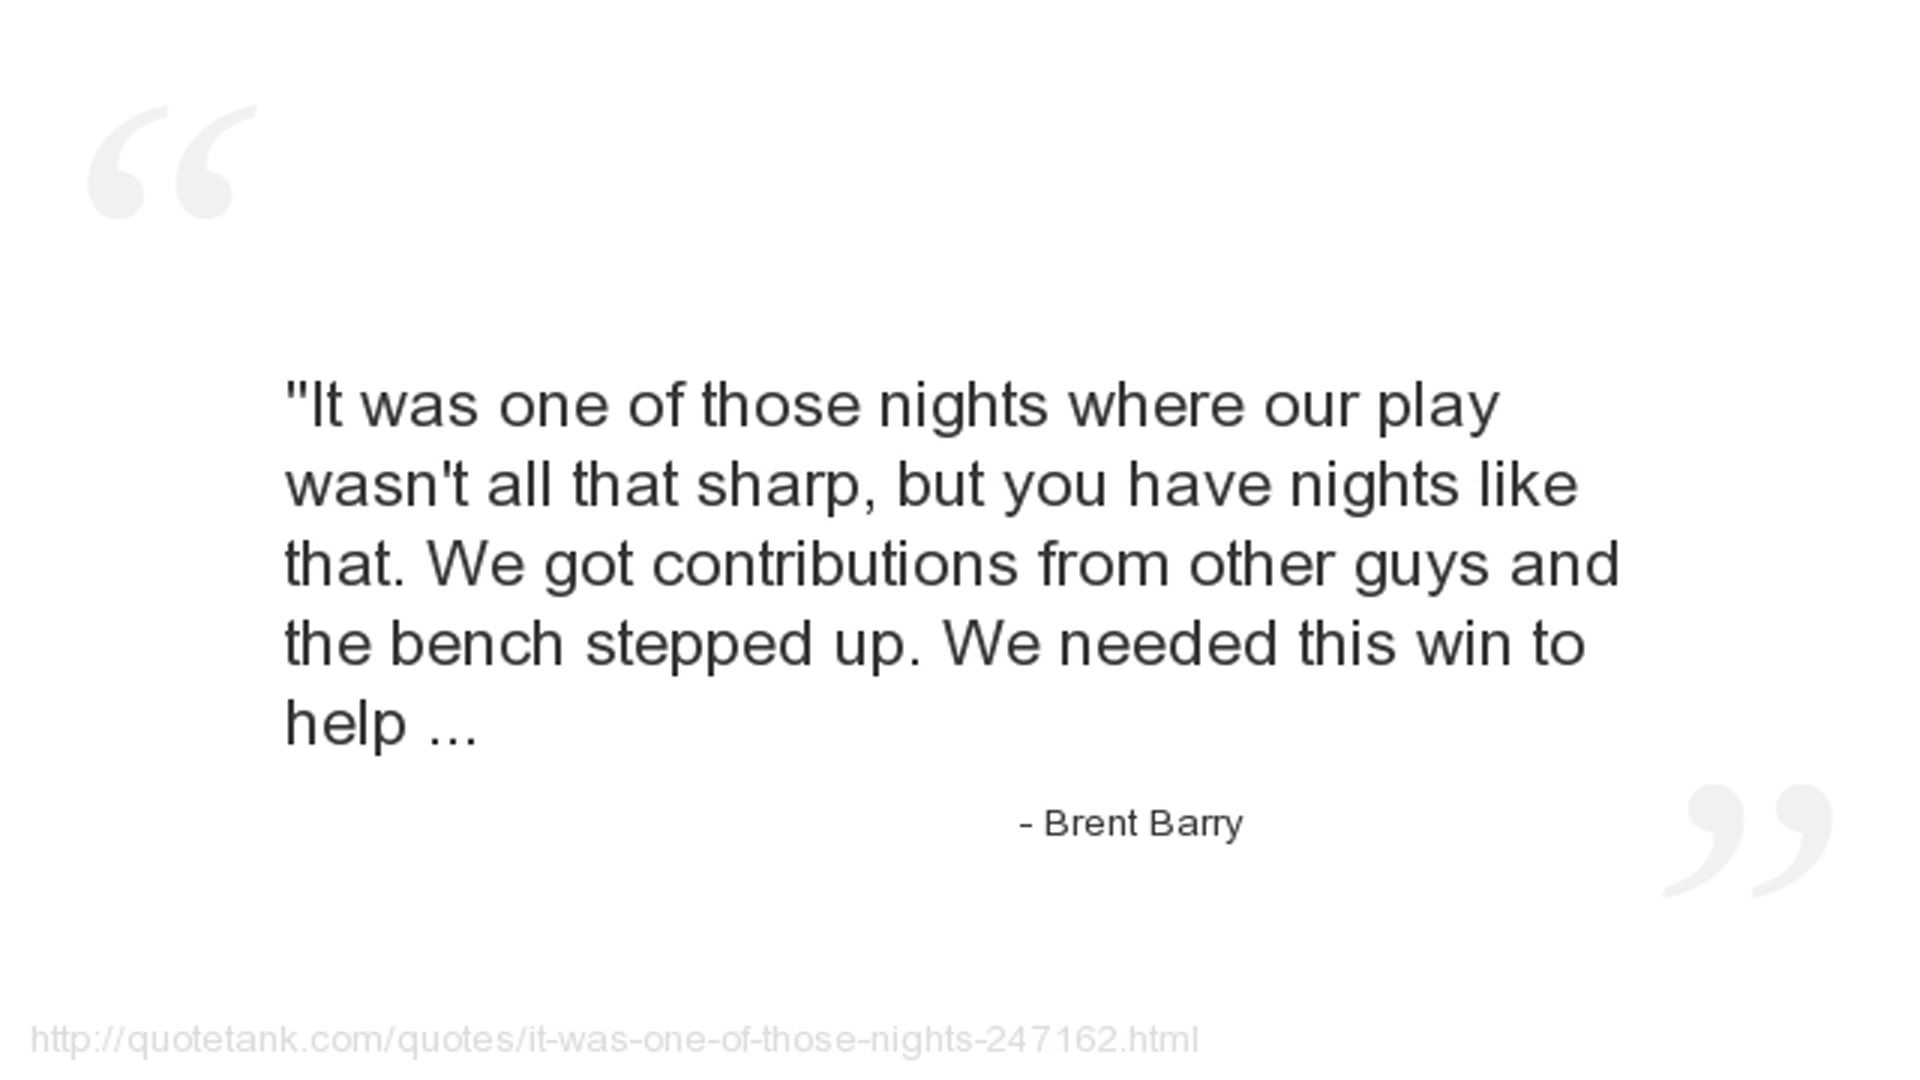 "It was one of those nights where our play
wasn't all that sharp, but you have nights like
that. We got contributions from other guys and
the bench stepped up. We needed this win to
help ...
- Brent Barry
http://quotetank.com/quotes/it-was-one-of-those-nights-247162.html